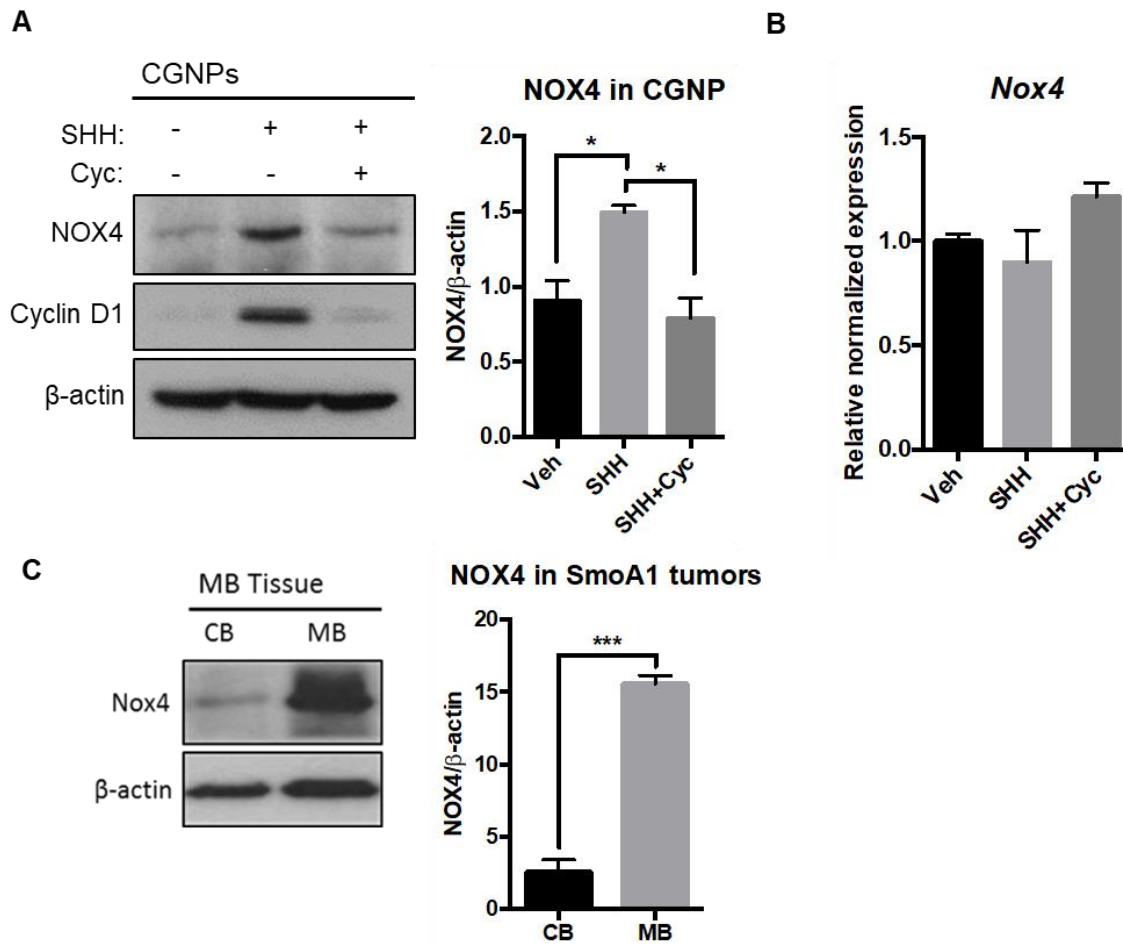 A
CGNPs
SHH: - + +
Cyc: - - +
NOX4
Cyclin D1
β-actin
NOX4 in CGNP
NOX4/β-actin
2.0
1.5
1.0
0.5
0.0
*
*
Veh
SHH
SHH+Cyc
B
Nox4
Relative normalized expression
1.5
1.0
0.5
0.0
Veh
SHH
SHH+Cyc
C
MB Tissue
CB MB
Nox4
β-actin
NOX4 in SmoA1 tumors
NOX4/β-actin
20
15
10
5
0
***
CB MB